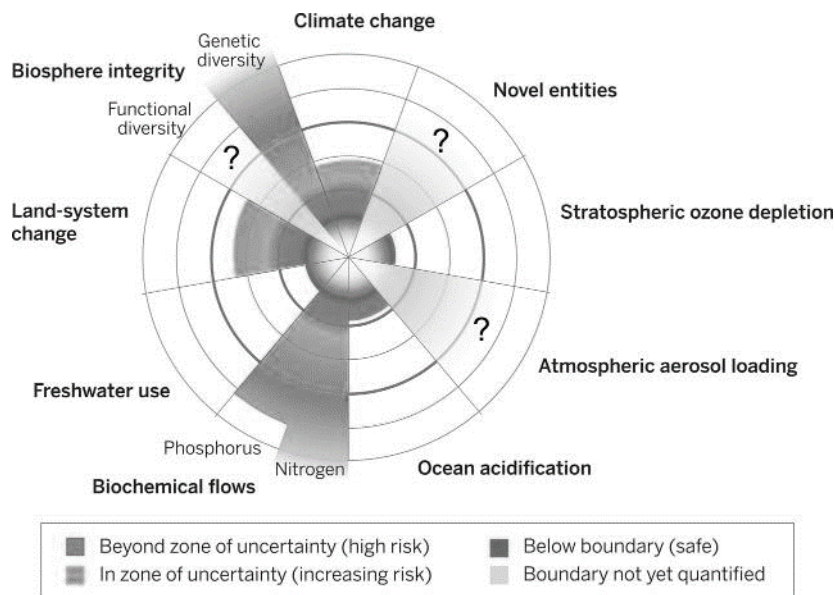 Climate change
Genetic
diversity
Biosphere integrity
Novel entities
Functional
diversity
?
?
Land-system
change
Stratospheric ozone depletion
?
Atmospheric aerosol loading
Freshwater use
Phosphorus
Nitrogen
Ocean acidification
Biochemical flows
Beyond zone of uncertainty (high risk)
Below boundary (safe)
In zone of uncertainty (increasing risk)
Boundary not yet quantified